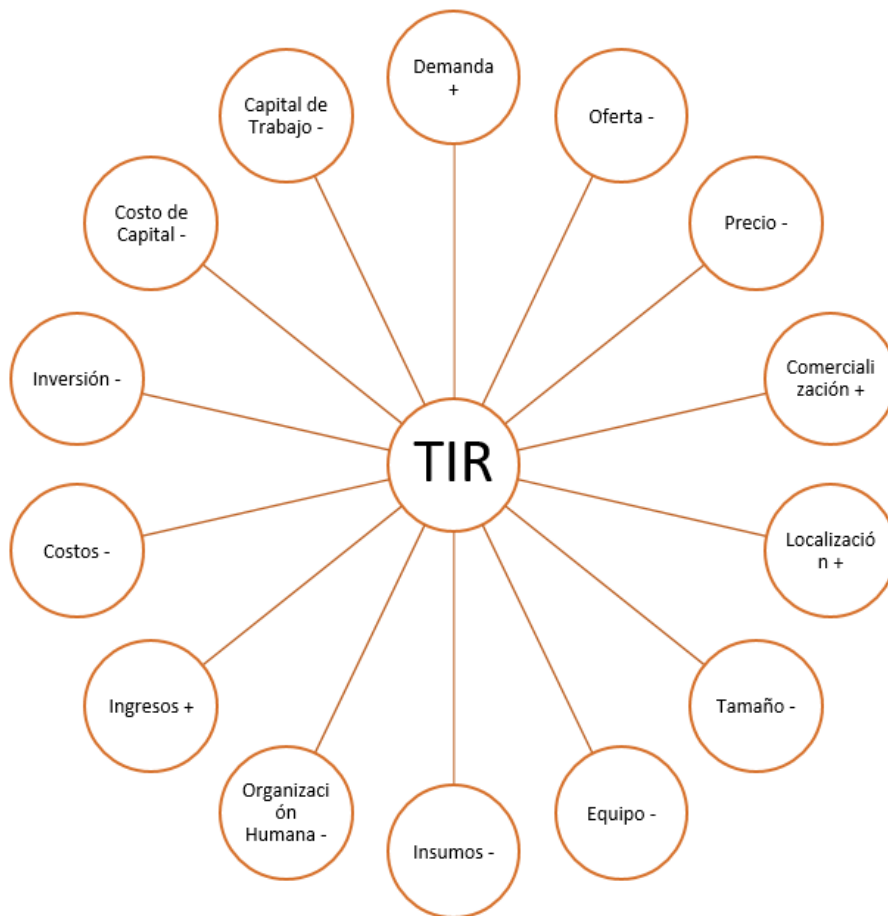 Demanda
+
Oferta -
Precio -
Comerciali
zación +
Localizació
n +
Tamaño -
Equipo -
Insumos -
Organizaci
ón
Humana -
Ingresos +
Costos -
Inversión -
Costo de
Capital -
Capital de
Trabajo -
TIR